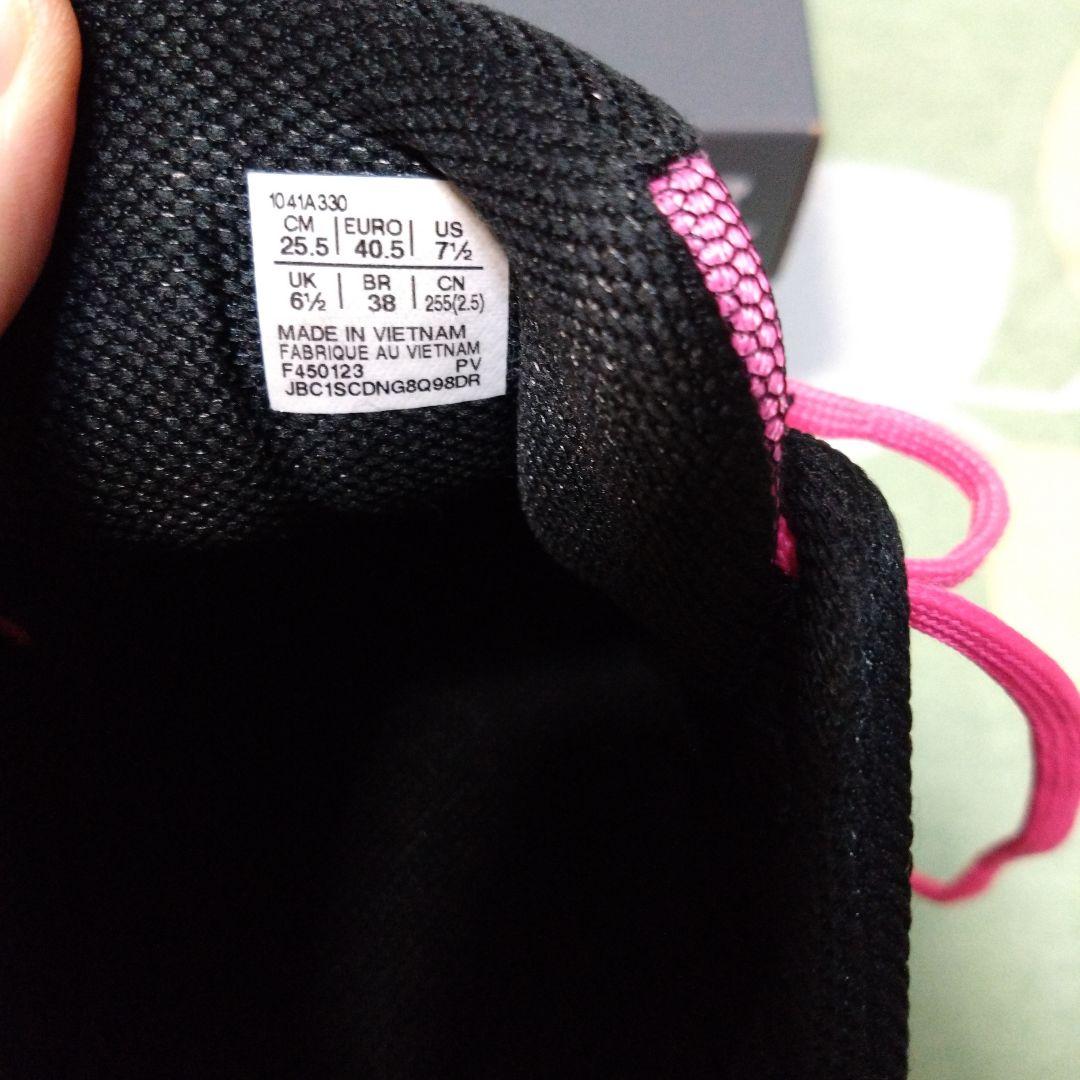 1041A330
CM | EURO | US
25.5 | 40.5 | 7½
UK | BR | CN
6½ | 38 | 255(2.5)
MADE IN VIETNAM
FABRIQUE AU VIETNAM
F450123 PV
JBC1SCDNG8Q98DR